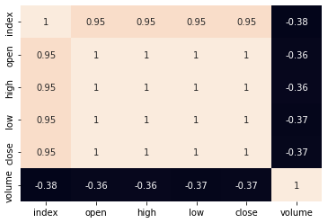 index 1 0.95 0.95 0.95 0.95 -0.38
open 0.95 1 1 1 1 -0.36
high 0.95 1 1 1 1 -0.36
low 0.95 1 1 1 1 -0.37
close 0.95 1 1 1 1 -0.37
volume -0.38 -0.36 -0.36 -0.37 -0.37 1
index open high low close volume